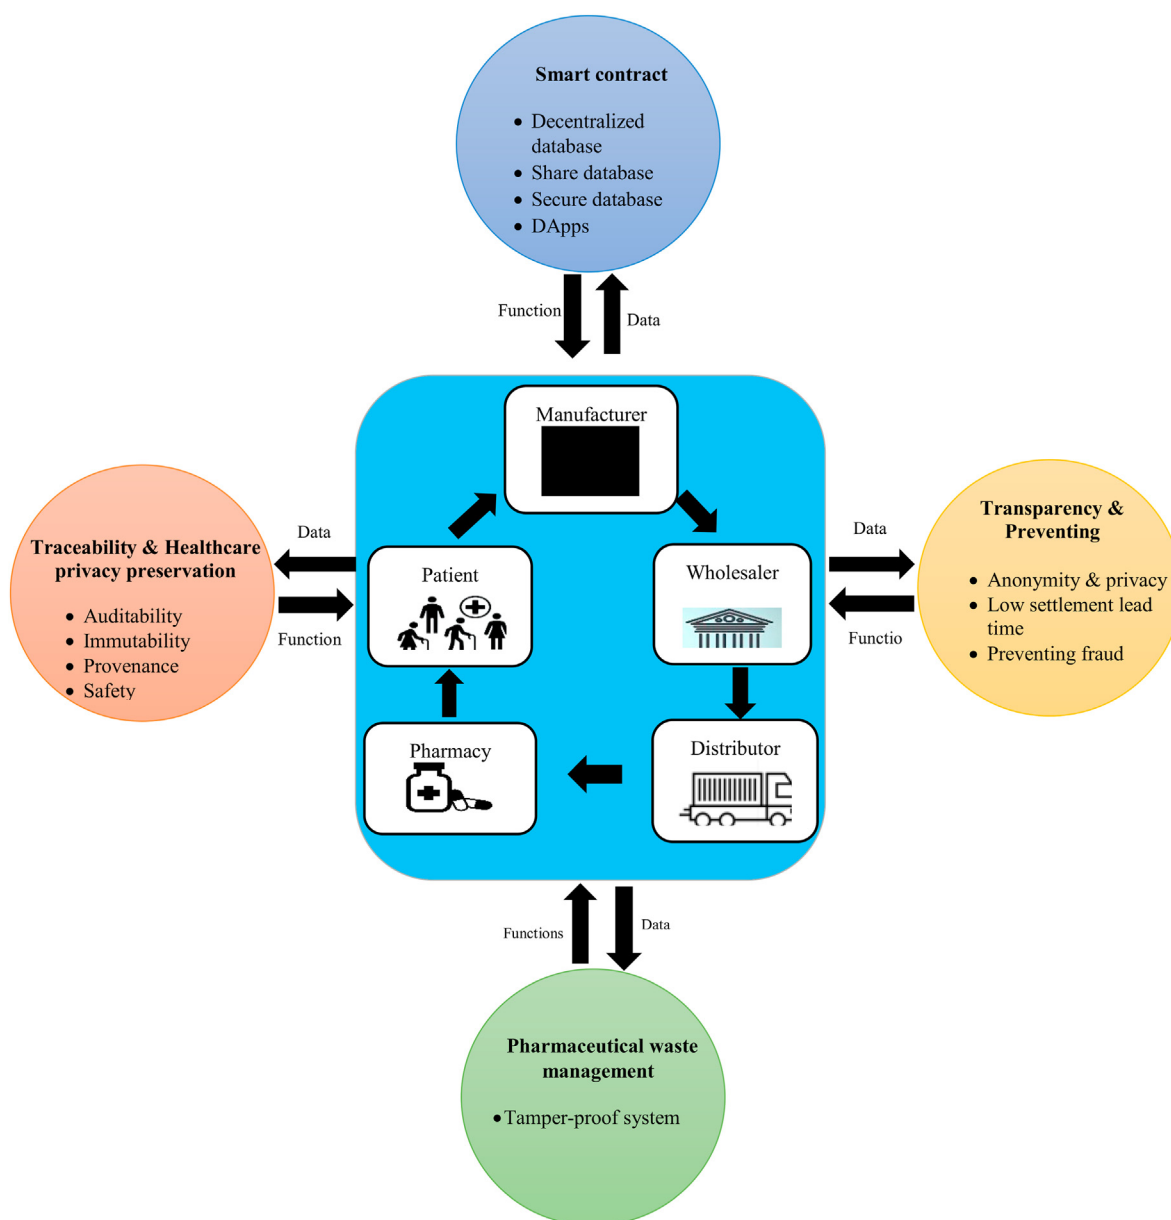 Smart contract
• Decentralized
database
• Share database
• Secure database
• DApps
Function
Data
Manufacturer
Traceability & Healthcare
privacy preservation
• Auditability
• Immutability
• Provenance
• Safety
Data
Function
Patient
Wholesaler
Data
Functio
Transparency &
Preventing
• Anonymity & privacy
• Low settlement lead
time
• Preventing fraud
Pharmacy
Distributor
Functions
Data
Pharmaceutical waste
management
• Tamper-proof system